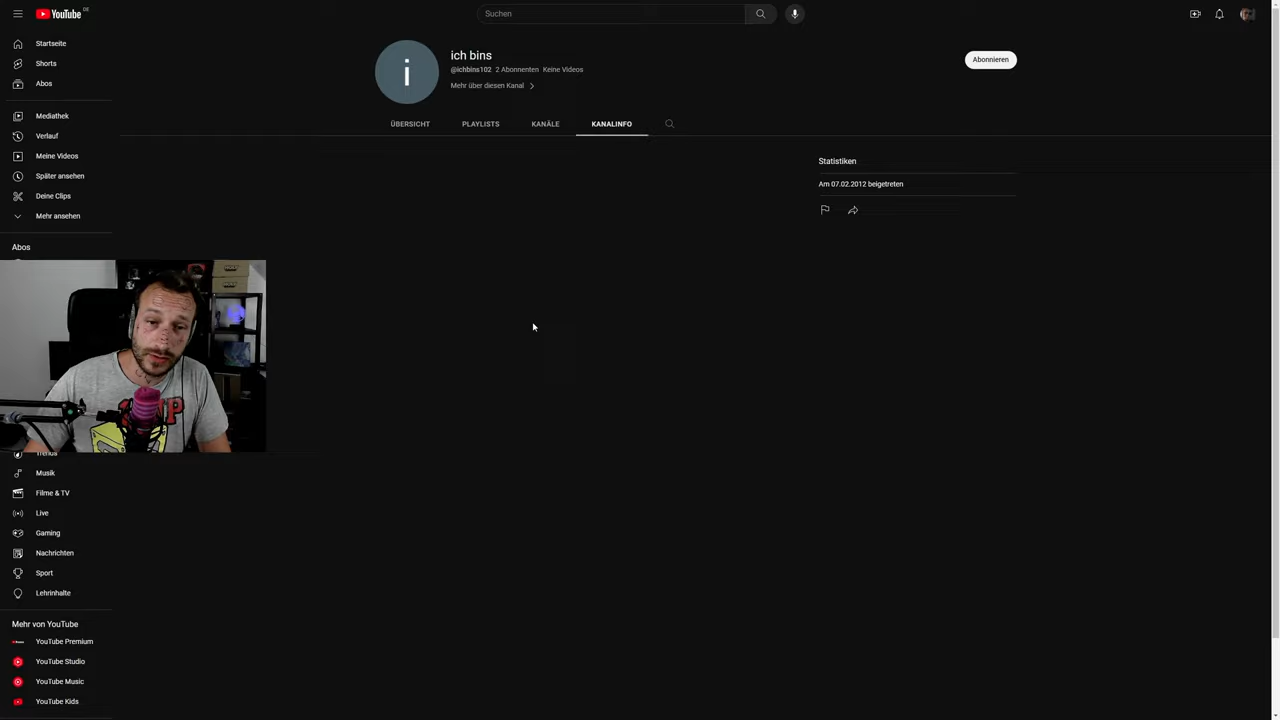 YouTube DE
Suchen
Startseite
Shorts
Abos
Mediathek
Verlauf
Meine Videos
Später ansehen
Deine Clips
Mehr ansehen
Abos
Trends
Musik
Filme & TV
Live
Gaming
Nachrichten
Sport
Lehrinhalte
Mehr von YouTube
YouTube Premium
YouTube Studio
YouTube Music
YouTube Kids
i
ich bins
@ichbins102 2 Abonnenten Keine Videos
Mehr über diesen Kanal
Abonnieren
ÜBERSICHT PLAYLISTS KANÄLE KANALINFO
Statistiken
Am 07.02.2012 beigetreten